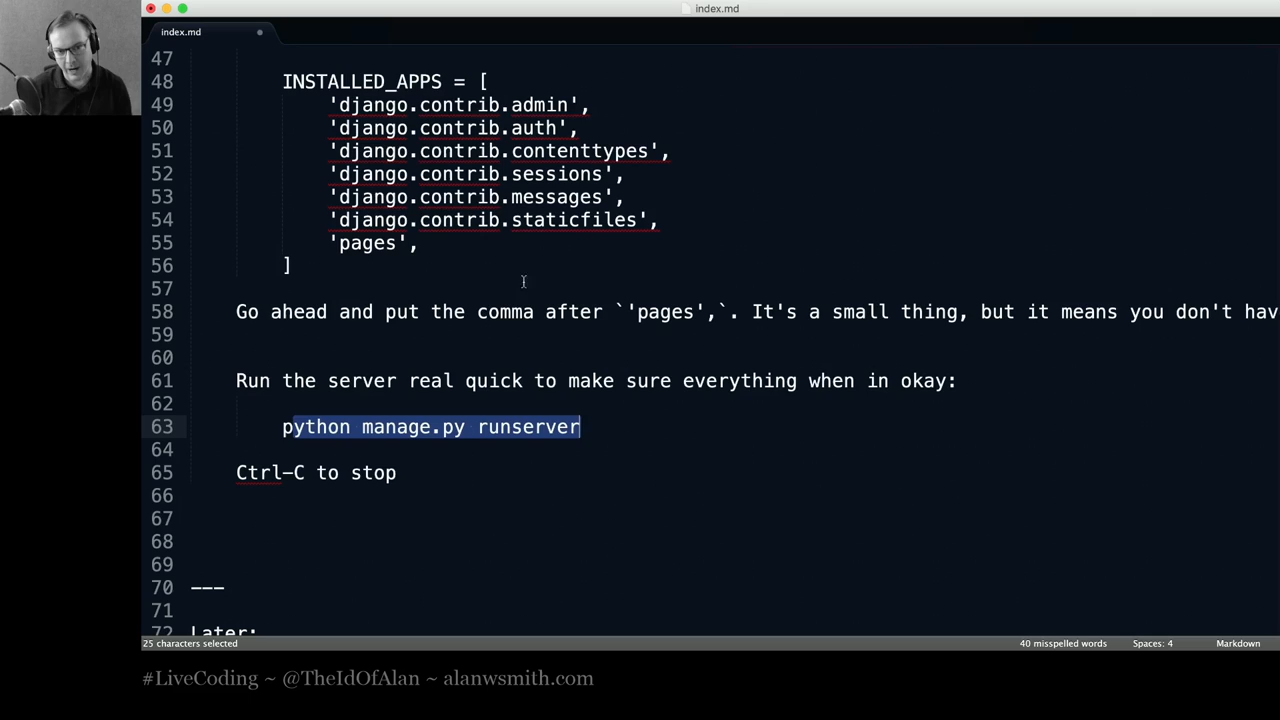 index.md
index.md
47
48 INSTALLED_APPS = [
49 'django.contrib.admin',
50 'django.contrib.auth',
51 'django.contrib.contenttypes',
52 'django.contrib.sessions',
53 'django.contrib.messages',
54 'django.contrib.staticfiles',
55 'pages',
56 ]
57
58 Go ahead and put the comma after `'pages',`. It's a small thing, but it means you don't hav
59
60
61 Run the server real quick to make sure everything when in okay:
62
63 python manage.py runserver
64
65 Ctrl-C to stop
66
67
68
69
70 ---
71
72 Later:
25 characters selected 40 misspelled words Spaces: 4 Markdown
#LiveCoding ~ @TheIdOfAlan ~ alanwsmith.com